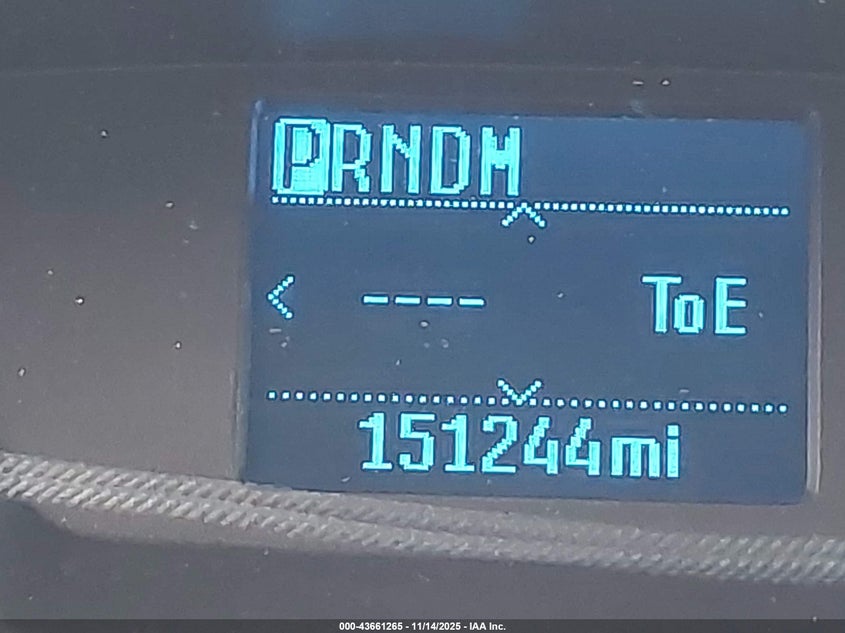 PRNDM
< ---- ToE
151244mi
000-43661265 - 11/14/2025 - IAA Inc.